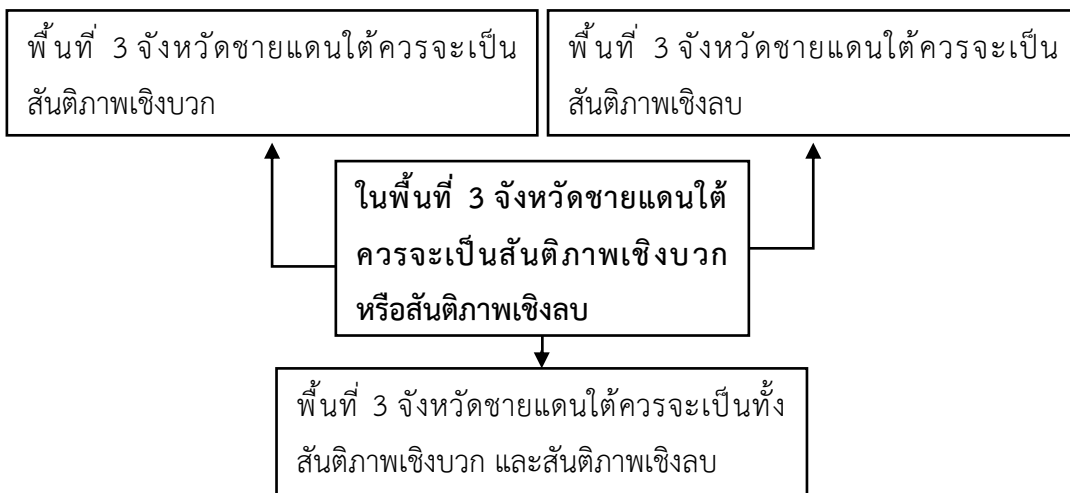 พื้นที่ 3 จังหวัดชายแดนใต้ควรจะเป็น
สันติภาพเชิงบวก
พื้นที่ 3 จังหวัดชายแดนใต้ควรจะเป็น
สันติภาพเชิงลบ
ในพื้นที่ 3 จังหวัดชายแดนใต้
ควรจะเป็นสันติภาพเชิงบวก
หรือสันติภาพเชิงลบ
พื้นที่ 3 จังหวัดชายแดนใต้ควรจะเป็นทั้ง
สันติภาพเชิงบวก และสันติภาพเชิงลบ